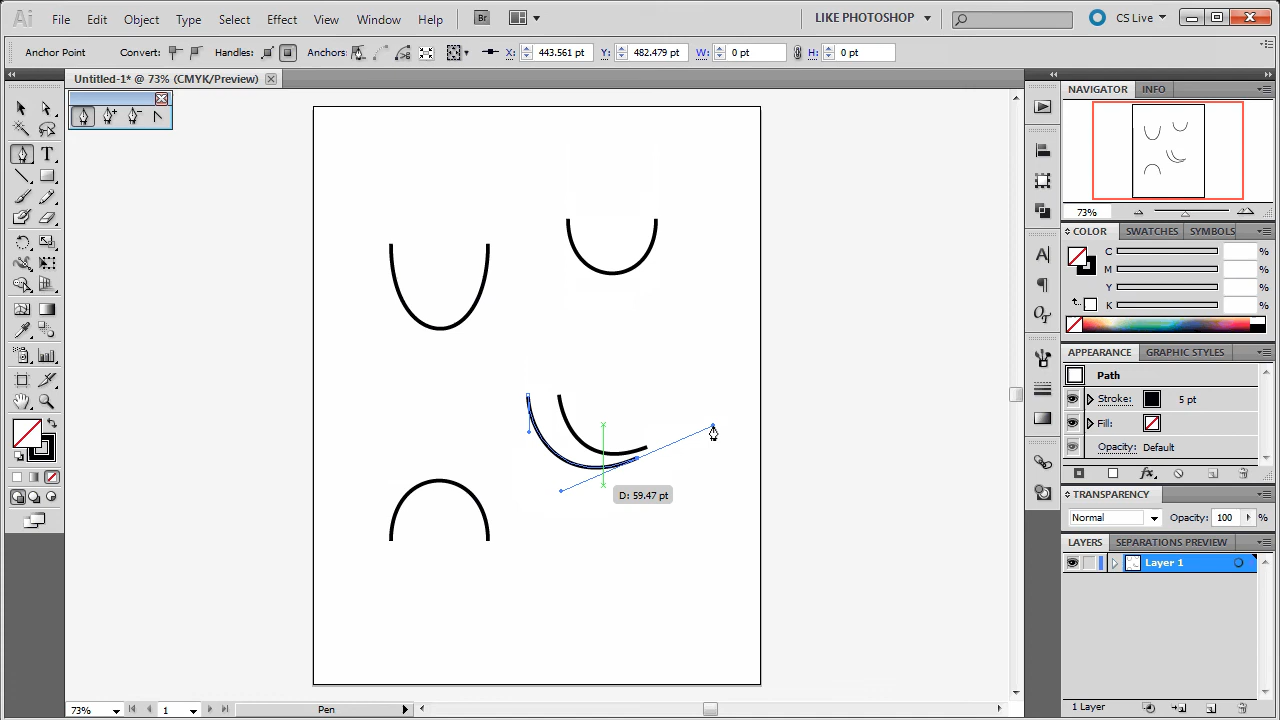 Ai File Edit Object Type Select Effect View Window Help Br LIKE PHOTOSHOP CS Live
Anchor Point Convert: Handles: Anchors: X: 443.561 pt Y: 482.479 pt W: 0 pt H: 0 pt
Untitled-1* @ 73% (CMYK/Preview)
NAVIGATOR INFO
73%
COLOR SWATCHES SYMBOLS
C %
M %
Y %
K %
APPEARANCE GRAPHIC STYLES
Path
Stroke: 5 pt
Fill:
Opacity: Default
fx
TRANSPARENCY
Normal Opacity: 100 %
LAYERS SEPARATIONS PREVIEW
Layer 1
1 Layer
D: 59.47 pt
73% 1 Pen